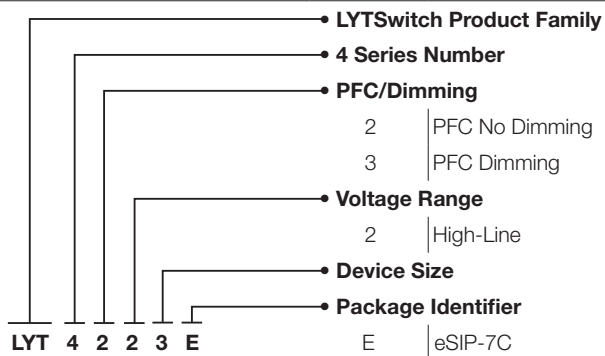 • LYTSwitch Product Family
• 4 Series Number
• PFC/Dimming
2 PFC No Dimming
3 PFC Dimming
• Voltage Range
2 High-Line
• Device Size
• Package Identifier
LYT 4 2 2 3 E E eSIP-7C